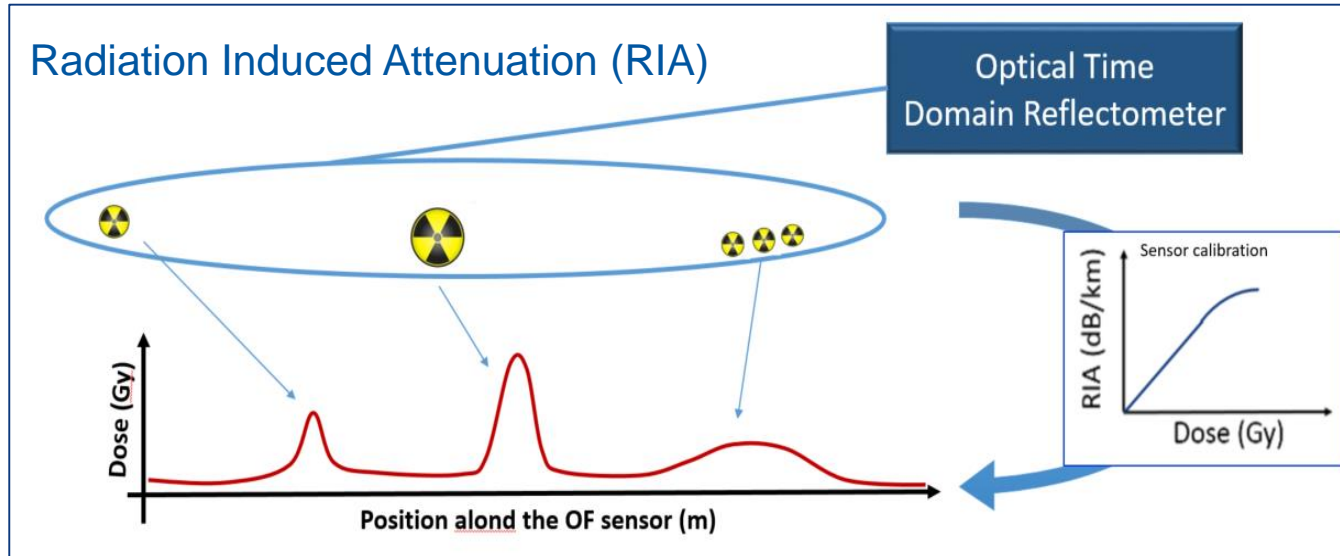 Radiation Induced Attenuation (RIA)
Optical Time
Domain Reflectometer
Sensor calibration
RIA (dB/km)
Dose (Gy)
Dose (Gy)
Position alond the OF sensor (m)